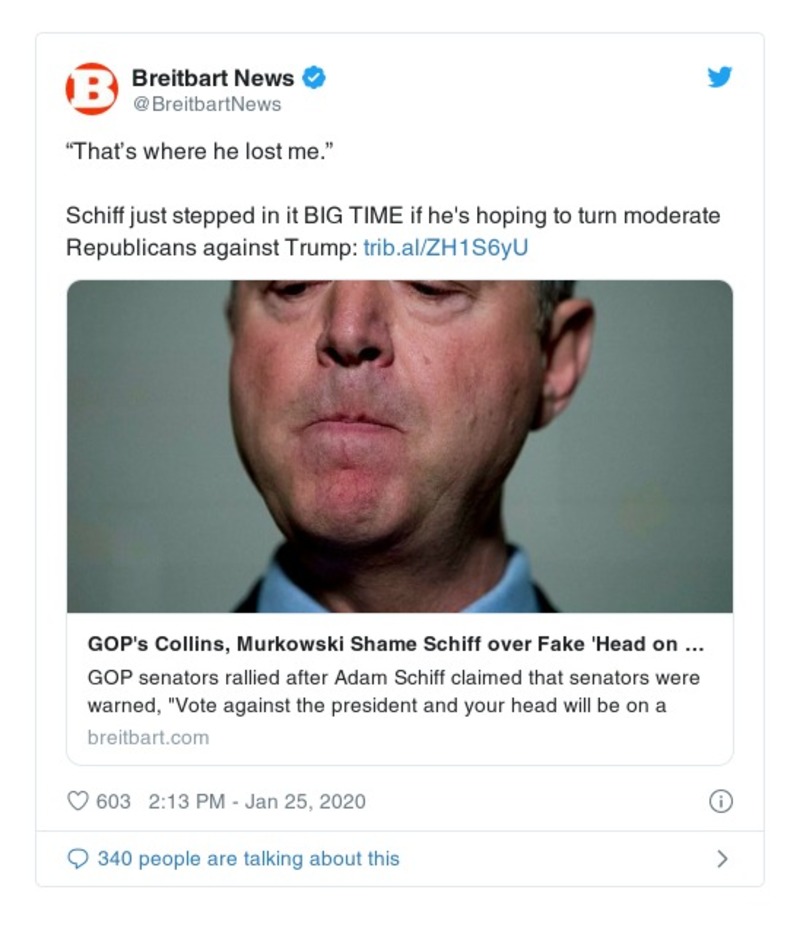 B
Breitbart News
@BreitbartNews
“That’s where he lost me.”
Schiff just stepped in it BIG TIME if he's hoping to turn moderate
Republicans against Trump: trib.al/ZH1S6yU
GOP's Collins, Murkowski Shame Schiff over Fake 'Head on ...
GOP senators rallied after Adam Schiff claimed that senators were
warned, "Vote against the president and your head will be on a
breitbart.com
603 2:13 PM - Jan 25, 2020
340 people are talking about this